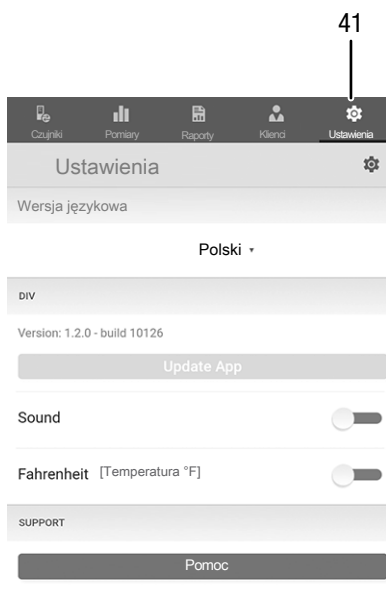 41
Czujniki Pomiary Raporty Klienci Ustawienia
Ustawienia
Wersja językowa
Polski
DIV
Version: 1.2.0 - build 10126
Update App
Sound
Fahrenheit [Temperatura °F]
SUPPORT
Pomoc